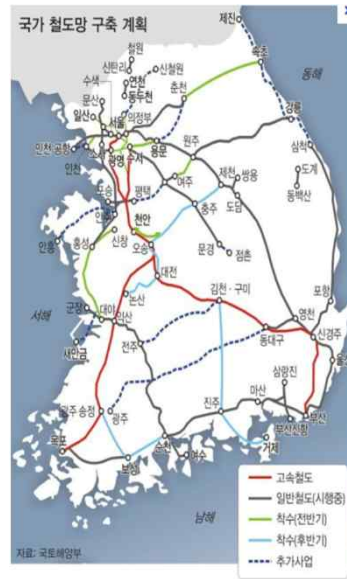 국가 철도망 구축 계획
제진
철원
신탄리
연천
신철원
속초
동해
수색
동두천
문산
의정부
춘천
일산
서울
강릉
인천 공항
광명
수서
용문
원주
삼척
인천
평택
여주
제천
쌍용
도계
안중
충주
도담
동백산
천안
안흥
홍성
신창
오송
문경
점촌
대전
논산
김천·구미
포항
서해
군장
대야
익산
영천
신경주
새만금
전주
동대구
울산
삼랑진
광주 송정
광주
진주
마산
부산
부산신항
목포
보성
순천
여수
거제
남해
고속철도
일반철도(시행중)
착수(전반기)
착수(후반기)
추가사업
자료: 국토해양부